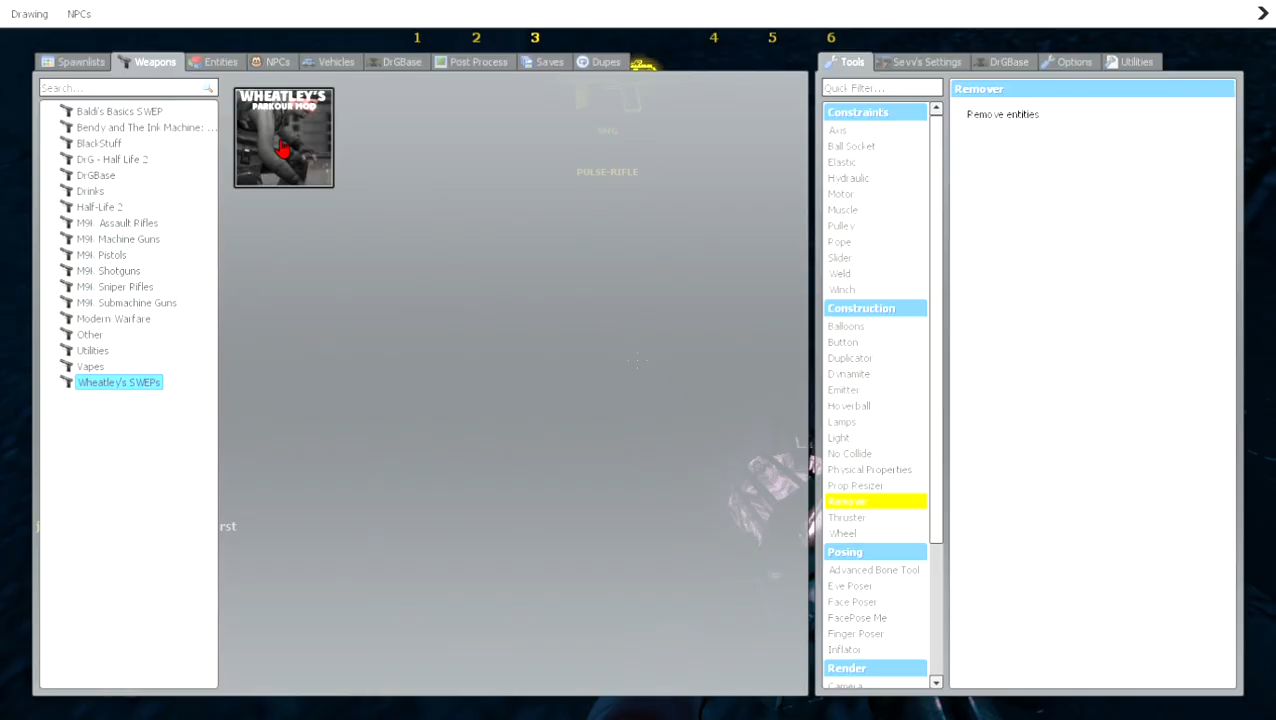 Drawing NPCs
1 2 3 4 5 6
Spawnlists Weapons Entities NPCs Vehicles DrGBase Post Process Saves Dupes
Tools Sevv's Settings DrGBase Options Utilities
Search...
Baldi's Basics SWEP
Bendy and The Ink Machine: ...
BlackStuff
DrG - Half Life 2
DrGBase
Drinks
Half-Life 2
M9K Assault Rifles
M9K Machine Guns
M9K Pistols
M9K Shotguns
M9K Sniper Rifles
M9K Submachine Guns
Modern Warfare
Other
Utilities
Vapes
Wheatley's SWEPs
WHEATLEY'S
PARKOUR MOD
SMG
PULSE-RIFLE
rst
Quick Filter...
Constraints
Axis
Ball Socket
Elastic
Hydraulic
Motor
Muscle
Pulley
Rope
Slider
Weld
Winch
Construction
Balloons
Button
Duplicator
Dynamite
Emitter
Hoverball
Lamps
Light
No Collide
Physical Properties
Prop Resizer
Remover
Thruster
Wheel
Posing
Advanced Bone Tool
Eye Poser
Face Poser
FacePose Me
Finger Poser
Inflator
Render
Camera
Remover
Remove entities